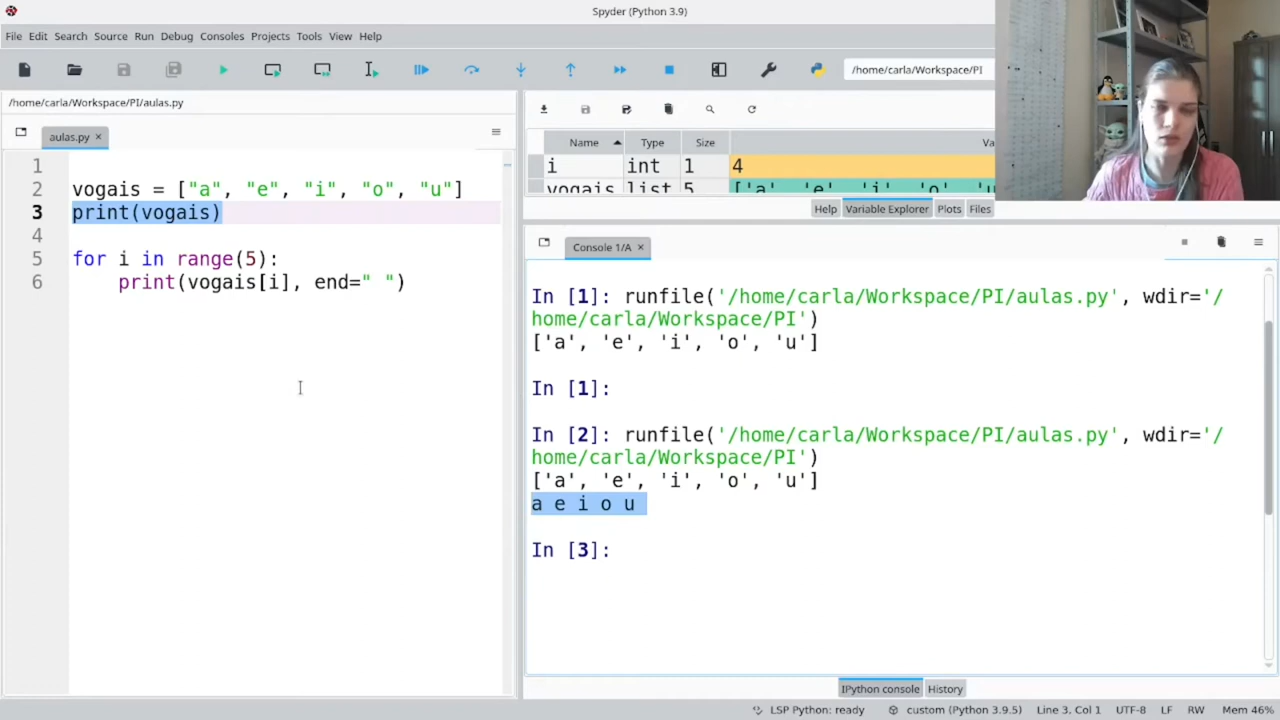 Spyder (Python 3.9)
File Edit Search Source Run Debug Consoles Projects Tools View Help
/home/carla/Workspace/PI
/home/carla/Workspace/PI/aulas.py
aulas.py
1
2 vogais = ["a", "e", "i", "o", "u"]
3 print(vogais)
4
5 for i in range(5):
6 print(vogais[i], end=" ")
Name Type Size Va
i int 1 4
vogais list 5 ['a', 'e', 'i', 'o', 'u
Help Variable Explorer Plots Files
Console 1/A
In [1]: runfile('/home/carla/Workspace/PI/aulas.py', wdir='/
home/carla/Workspace/PI')
['a', 'e', 'i', 'o', 'u']
In [1]:
In [2]: runfile('/home/carla/Workspace/PI/aulas.py', wdir='/
home/carla/Workspace/PI')
['a', 'e', 'i', 'o', 'u']
a e i o u
In [3]:
IPython console History
LSP Python: ready custom (Python 3.9.5) Line 3, Col 1 UTF-8 LF RW Mem 46%